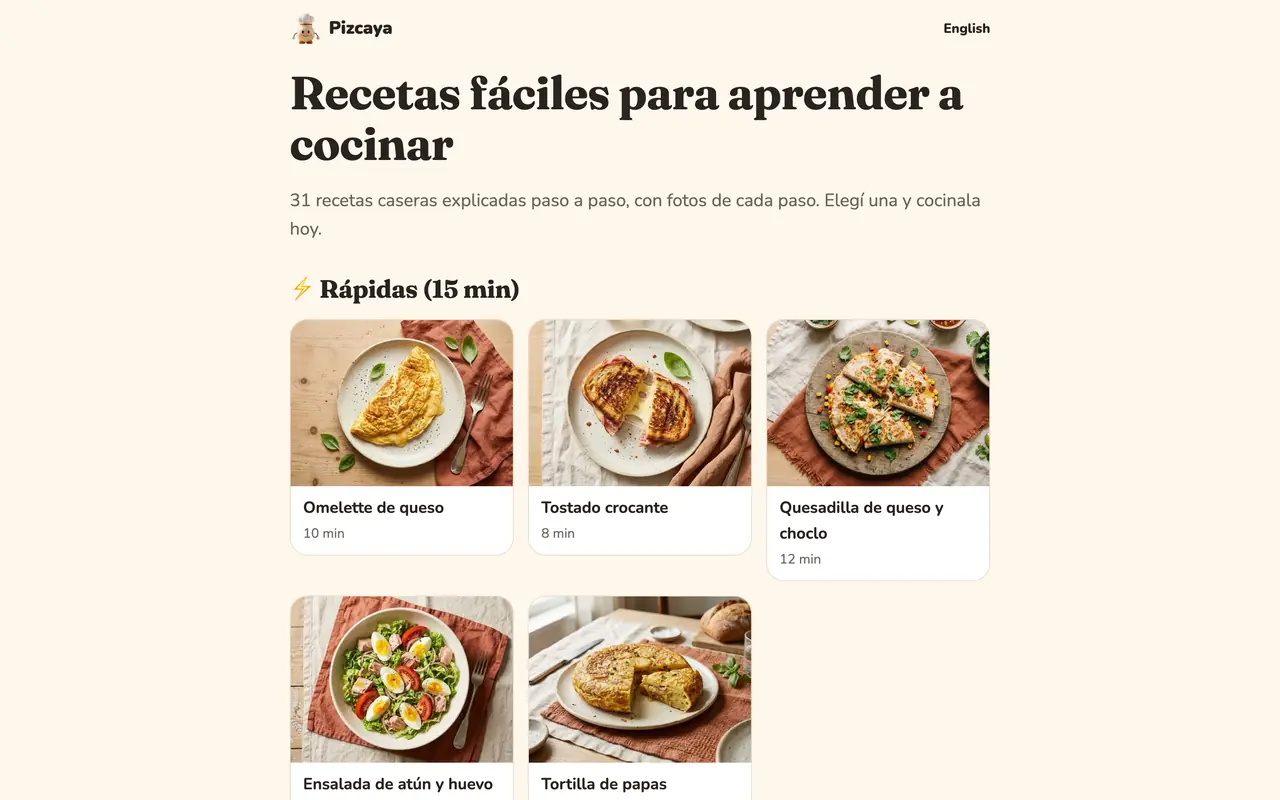 Pizcaya
English
Recetas fáciles para aprender a
cocinar
31 recetas caseras explicadas paso a paso, con fotos de cada paso. Elegí una y cocinala
hoy.
⚡ Rápidas (15 min)
Omelette de queso
10 min
Tostado crocante
8 min
Quesadilla de queso y
choclo
12 min
Ensalada de atún y huevo
Tortilla de papas